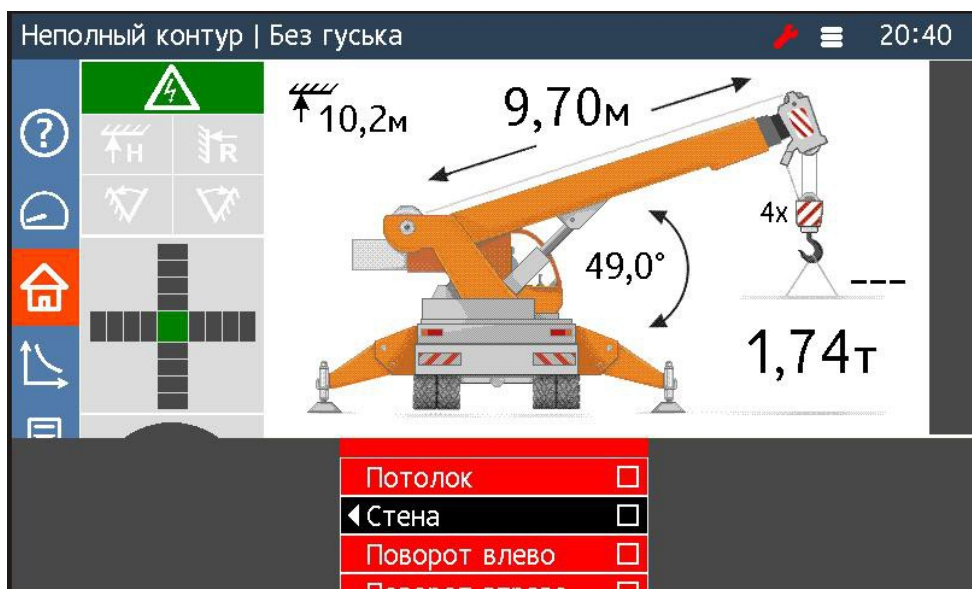 Неполный контур | Без гуська
20:40
H
R
10,2м
9,70м
4x
49,0°
---
1,74т
Потолок
Стена
Поворот влево